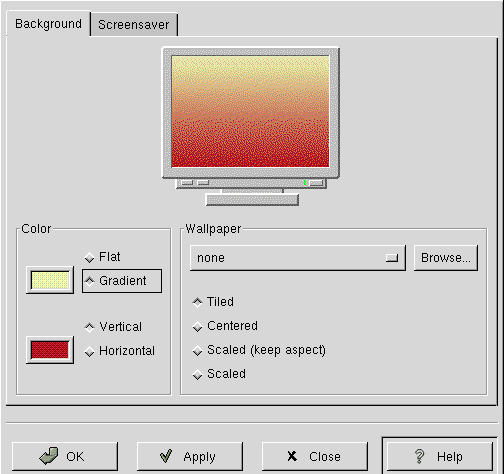 Background Screensaver
Color
Flat
Gradient
Vertical
Horizontal
Wallpaper
none Browse...
Tiled
Centered
Scaled (keep aspect)
Scaled
OK Apply Close Help